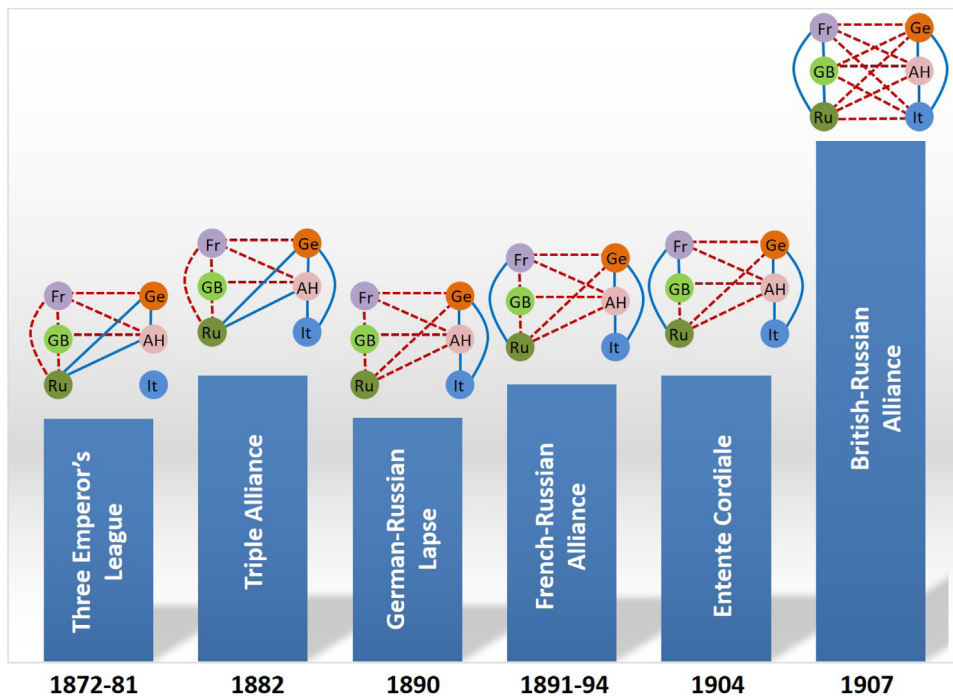 Fr Ge
GB AH
Ru It
Fr Ge
GB AH
Ru It
Fr Ge
GB AH
Ru It
Fr Ge
GB AH
Ru It
Fr Ge
GB AH
Ru It
Fr Ge
GB AH
Ru It
Three Emperor's
League
Triple Alliance
German-Russian
Lapse
French-Russian
Alliance
Entente Cordiale
British-Russian
Alliance
1872-81 1882 1890 1891-94 1904 1907